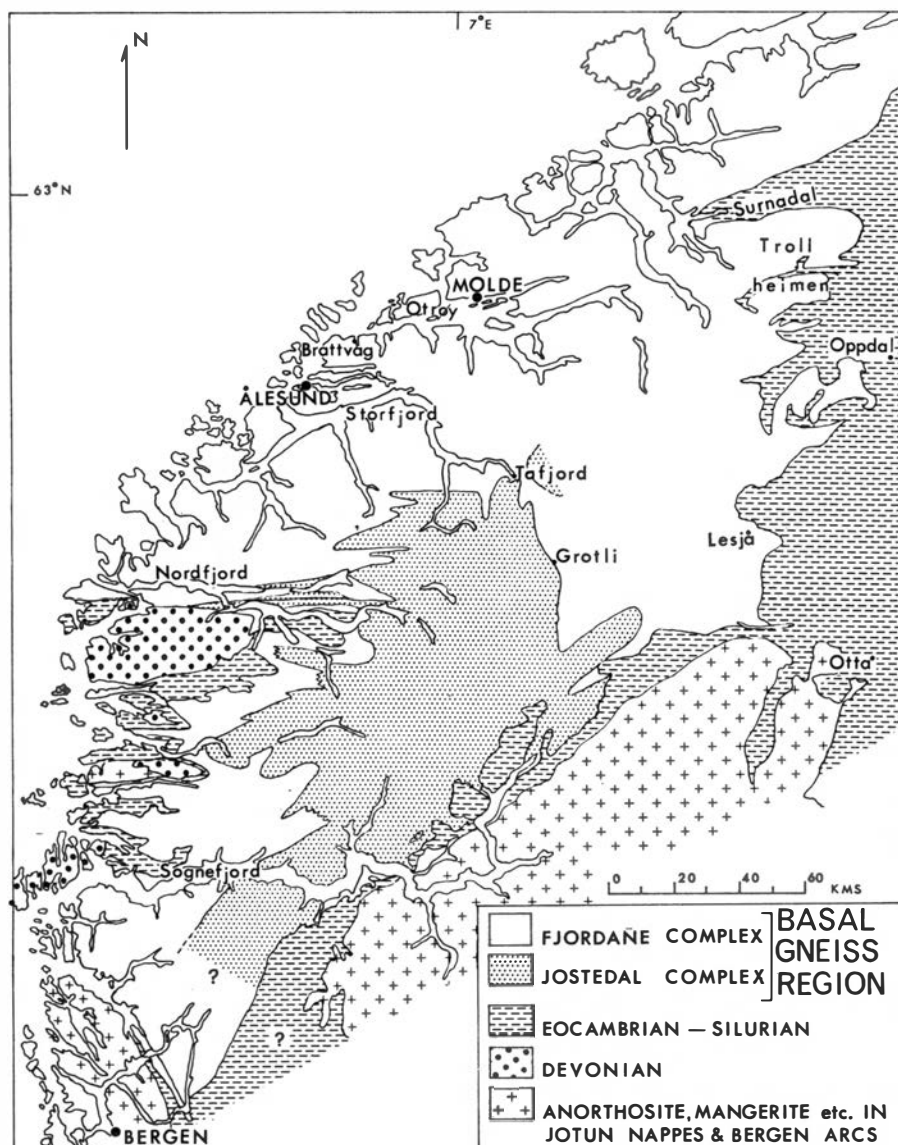 7°E
N
63°N
Surnadal
Troll
heimen
MOLDE
Otrøy
Oppdal
Brattvåg
ÅLESUND
Storfjord
Tafjord
Lesjå
Grotli
Nordfjord
Otta
Sognefjord
0 20 40 60
KMS
?
?
FJORDAÑE COMPLEX
JOSTEDAL COMPLEX
BASAL
GNEISS
REGION
EOCAMBRIAN — SILURIAN
DEVONIAN
ANORTHOSITE, MANGERITE etc. IN
JOTUN NAPPES & BERGEN ARCS
BERGEN